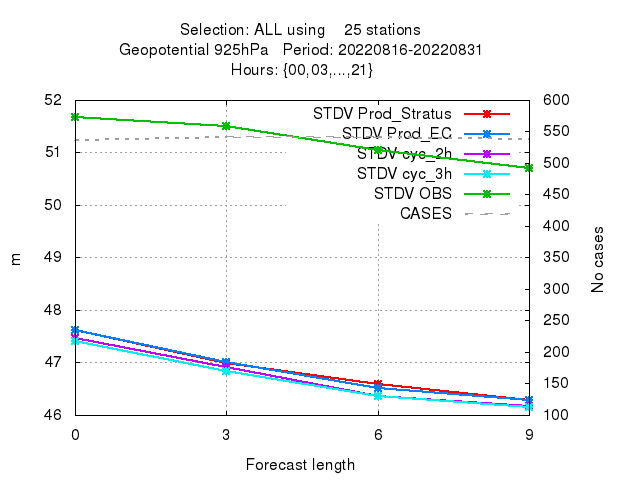 Selection: ALL using    25 stations
Geopotential 925hPa   Period: 20220816-20220831
Hours: {00,03,...,21}
52 600
STDV Prod_Stratus
STDV Prod_EC 550
51 STDV cyc_2h
500
STDV cyc_3h
450
50 STDV OBS
CASES
400
49 350
m No cases
300
48
250
47 200
150
46 100
0 3 6 9
Forecast length